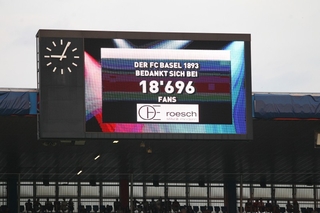 DER FC BASEL 1893
BEDANKT SICH BEI
18'696
FANS
roesch